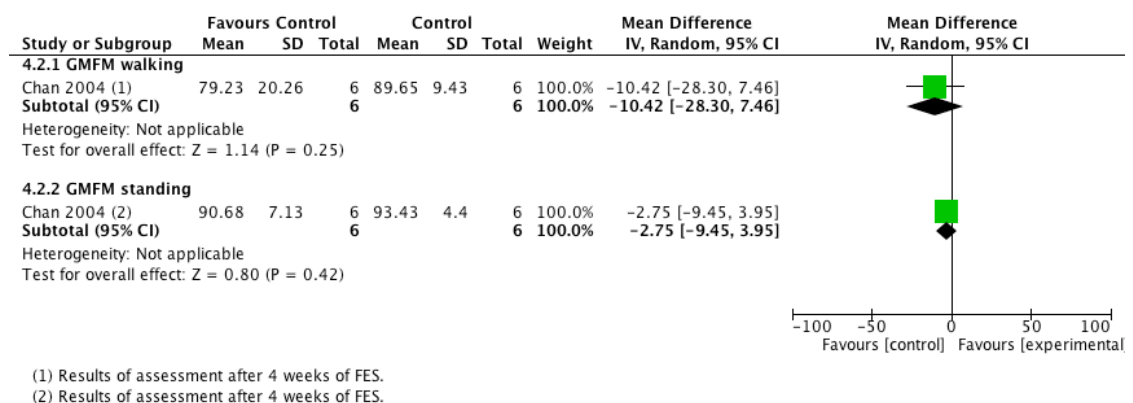 Favours Control Control Mean Difference Mean Difference
Study or Subgroup Mean SD Total Mean SD Total Weight IV, Random, 95% CI IV, Random, 95% CI
4.2.1 GMFM walking
Chan 2004 (1) 79.23 20.26 6 89.65 9.43 6 100.0% −10.42 [−28.30, 7.46]
Subtotal (95% CI) 6 6 100.0% −10.42 [−28.30, 7.46]
Heterogeneity: Not applicable
Test for overall effect: Z = 1.14 (P = 0.25)
4.2.2 GMFM standing
Chan 2004 (2) 90.68 7.13 6 93.43 4.4 6 100.0% −2.75 [−9.45, 3.95]
Subtotal (95% CI) 6 6 100.0% −2.75 [−9.45, 3.95]
Heterogeneity: Not applicable
Test for overall effect: Z = 0.80 (P = 0.42)
−100 −50 0 50 100
Favours [control] Favours [experimental]
(1) Results of assessment after 4 weeks of FES.
(2) Results of assessment after 4 weeks of FES.